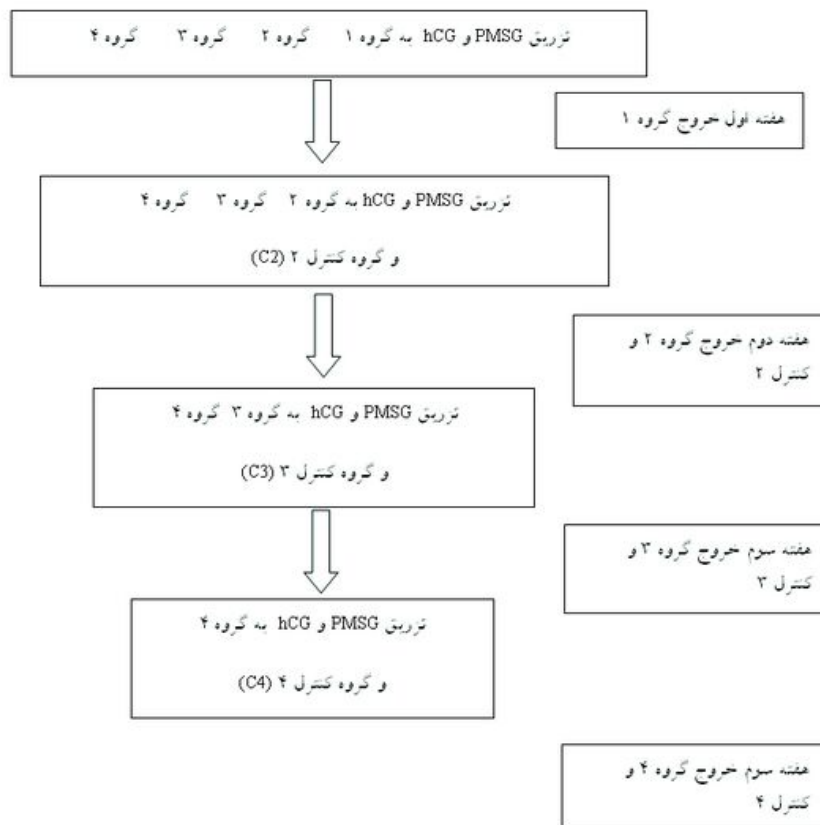 تزریق PMSG و hCG به گروه ۱ گروه ۲ گروه ۳ گروه ۴
هفته اول خروج گروه ۱
تزریق PMSG و hCG به گروه ۲ گروه ۳ گروه ۴
و گروه کنترل ۲ (C2)
هفته دوم خروج گروه ۲ و
کنترل ۲
تزریق PMSG و hCG به گروه ۳ گروه ۴
و گروه کنترل ۳ (C3)
هفته سوم خروج گروه ۳ و
کنترل ۳
تزریق PMSG و hCG به گروه ۴
و گروه کنترل ۴ (C4)
هفته سوم خروج گروه ۴ و
کنترل ۴